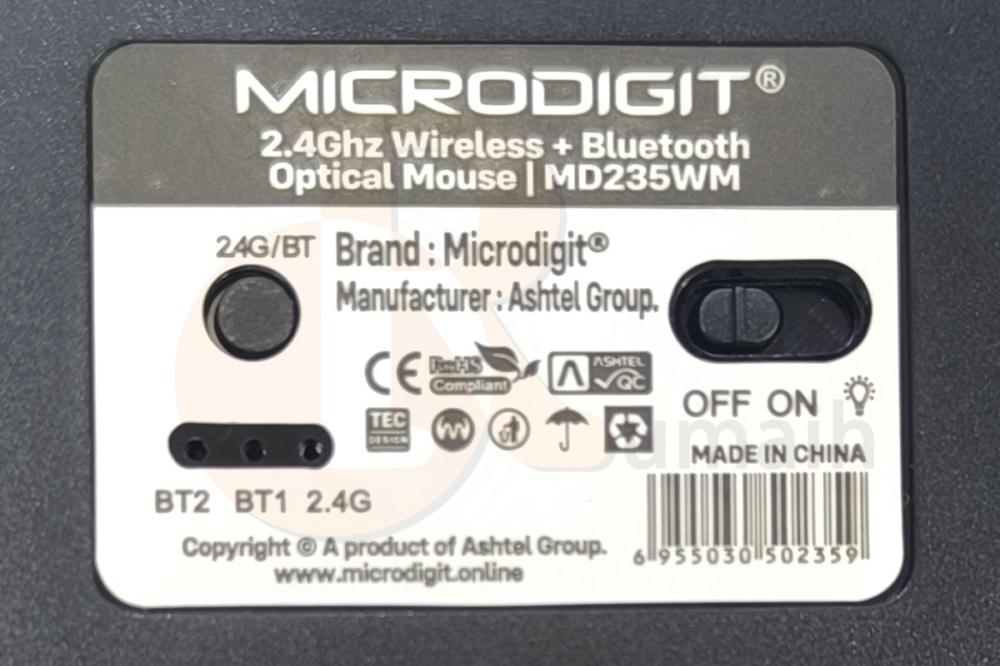 MICRODIGIT®
2.4Ghz Wireless + Bluetooth
Optical Mouse | MD235WM
2.4G/BT
Brand : Microdigit®
Manufacturer : Ashtel Group.
CE
RoHS
Compliant
ASHTEL
QC
TEC
DESIGN
OFF ON
MADE IN CHINA
BT2 BT1 2.4G
Copyright © A product of Ashtel Group.
www.microdigit.online
6 955030 502359
umaih